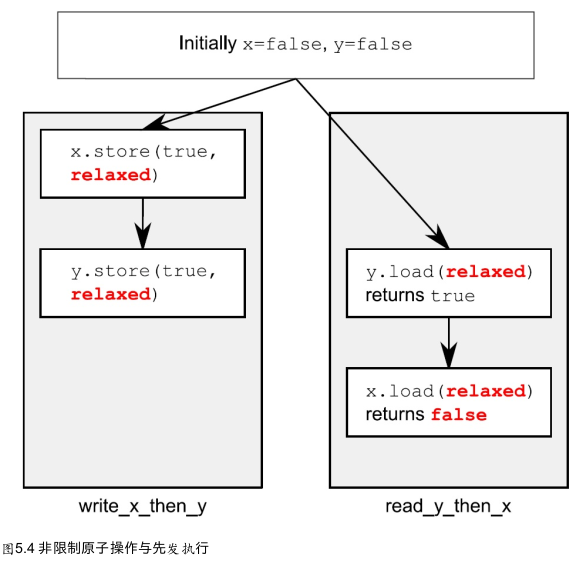 Initially x=false, y=false
x.store(true,
relaxed)
y.store(true,
relaxed)
y.load(relaxed)
returns true
x.load(relaxed)
returns false
write_x_then_y
read_y_then_x
图5.4 非限制原子操作与先发执行